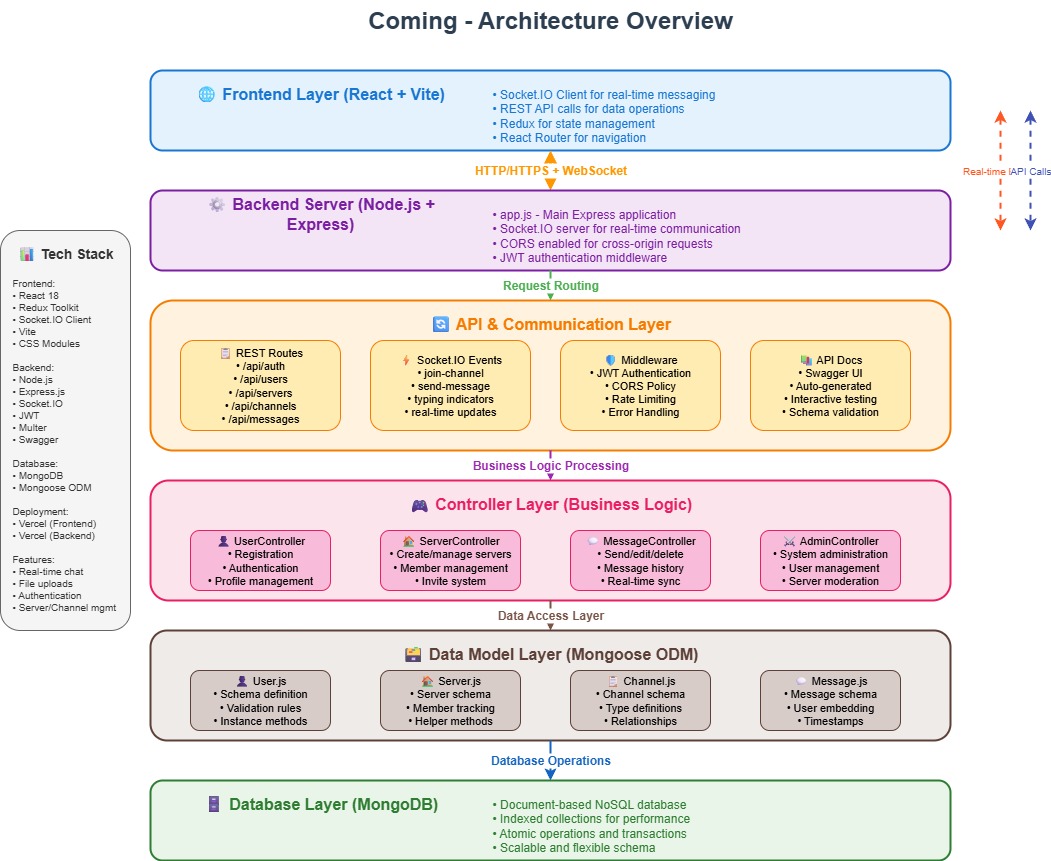 Coming - Architecture Overview
Frontend Layer (React + Vite)
• Socket.IO Client for real-time messaging
• REST API calls for data operations
• Redux for state management
• React Router for navigation
HTTP/HTTPS + WebSocket
Real-time
API Calls
Backend Server (Node.js +
Express)
• app.js - Main Express application
• Socket.IO server for real-time communication
• CORS enabled for cross-origin requests
• JWT authentication middleware
Request Routing
Tech Stack
Frontend:
• React 18
• Redux Toolkit
• Socket.IO Client
• Vite
• CSS Modules
Backend:
• Node.js
• Express.js
• Socket.IO
• JWT
• Multer
• Swagger
Database:
• MongoDB
• Mongoose ODM
Deployment:
• Vercel (Frontend)
• Vercel (Backend)
Features:
• Real-time chat
• File uploads
• Authentication
• Server/Channel mgmt
API & Communication Layer
REST Routes
• /api/auth
• /api/users
• /api/servers
• /api/channels
• /api/messages
Socket.IO Events
• join-channel
• send-message
• typing indicators
• real-time updates
Middleware
• JWT Authentication
• CORS Policy
• Rate Limiting
• Error Handling
API Docs
• Swagger UI
• Auto-generated
• Interactive testing
• Schema validation
Business Logic Processing
Controller Layer (Business Logic)
UserController
• Registration
• Authentication
• Profile management
ServerController
• Create/manage servers
• Member management
• Invite system
MessageController
• Send/edit/delete
• Message history
• Real-time sync
AdminController
• System administration
• User management
• Server moderation
Data Access Layer
Data Model Layer (Mongoose ODM)
User.js
• Schema definition
• Validation rules
• Instance methods
Server.js
• Server schema
• Member tracking
• Helper methods
Channel.js
• Channel schema
• Type definitions
• Relationships
Message.js
• Message schema
• User embedding
• Timestamps
Database Operations
Database Layer (MongoDB)
• Document-based NoSQL database
• Indexed collections for performance
• Atomic operations and transactions
• Scalable and flexible schema